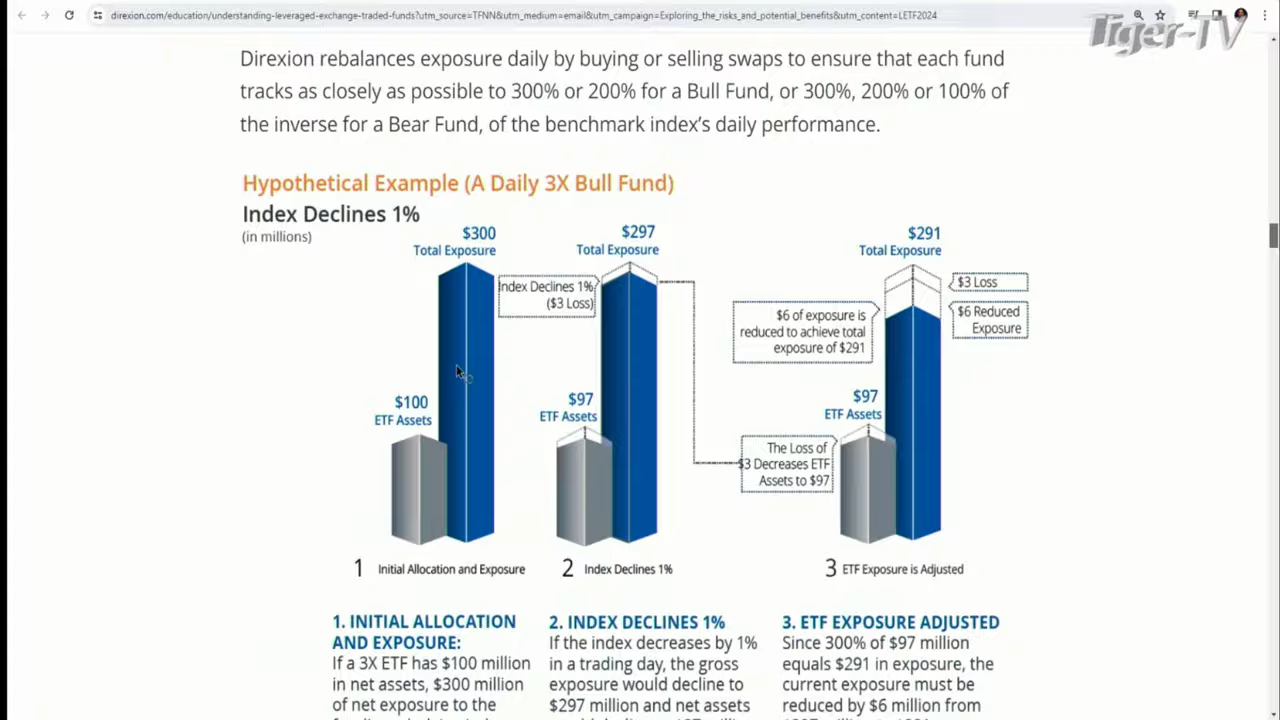 direxion.com/education/understanding-leveraged-exchange-traded-funds?utm_source=TFNN&utm_medium=email&utm_campaign=Exploring_the_risks_and_potential_benefits&utm_content=LETF2024
Tiger-TV
Direxion rebalances exposure daily by buying or selling swaps to ensure that each fund
tracks as closely as possible to 300% or 200% for a Bull Fund, or 300%, 200% or 100% of
the inverse for a Bear Fund, of the benchmark index's daily performance.
Hypothetical Example (A Daily 3X Bull Fund)
Index Declines 1%
(in millions)
$300
Total Exposure
$100
ETF Assets
1 Initial Allocation and Exposure
$297
Total Exposure
Index Declines 1%
($3 Loss)
$97
ETF Assets
2 Index Declines 1%
$291
Total Exposure
$3 Loss
$6 Reduced
Exposure
$6 of exposure is
reduced to achieve total
exposure of $291
$97
ETF Assets
The Loss of
$3 Decreases ETF
Assets to $97
3 ETF Exposure is Adjusted
1. INITIAL ALLOCATION
AND EXPOSURE:
If a 3X ETF has $100 million
in net assets, $300 million
of net exposure to the
2. INDEX DECLINES 1%
If the index decreases by 1%
in a trading day, the gross
exposure would decline to
$297 million and net assets
3. ETF EXPOSURE ADJUSTED
Since 300% of $97 million
equals $291 in exposure, the
current exposure must be
reduced by $6 million from